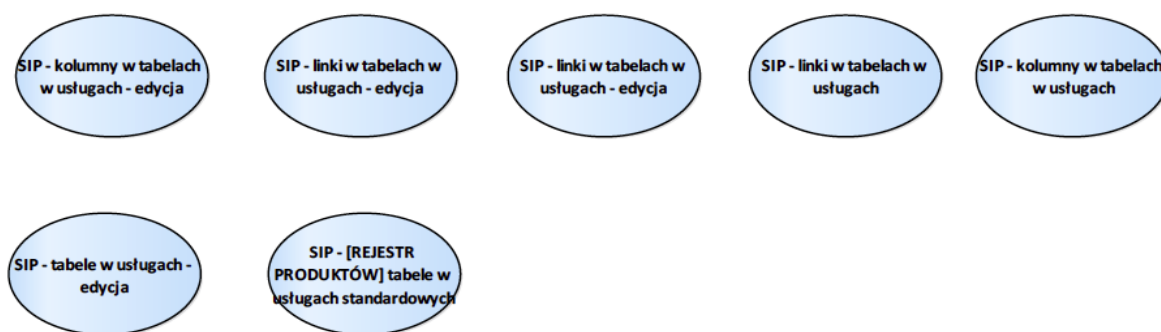 SIP - kolumny w tabelach
w usługach - edycja
SIP - linki w tabelach w
usługach - edycja
SIP - linki w tabelach w
usługach - edycja
SIP - linki w tabelach w
usługach
SIP - kolumny w tabelach
w usługach
SIP - tabele w usługach -
edycja
SIP - [REJESTR
PRODUKTÓW] tabele w
usługach standardowych